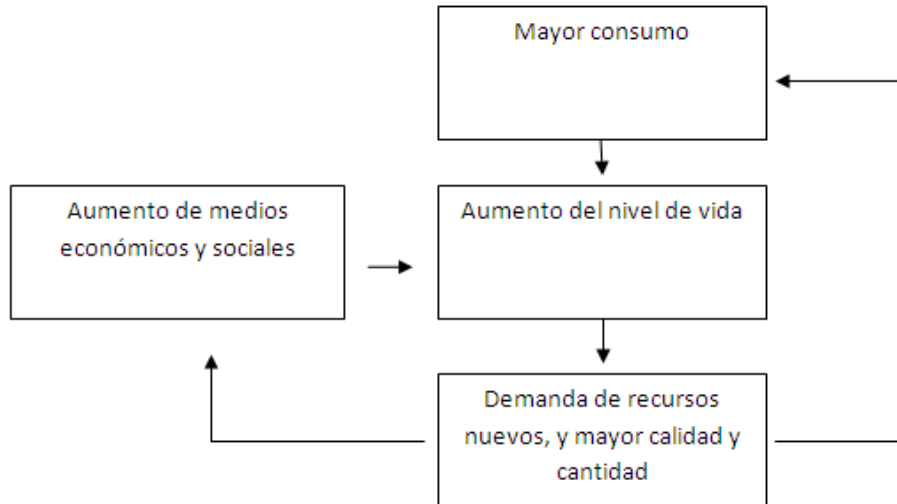 Mayor consumo
Aumento de medios
económicos y sociales
Aumento del nivel de vida
Demanda de recursos
nuevos, y mayor calidad y
cantidad